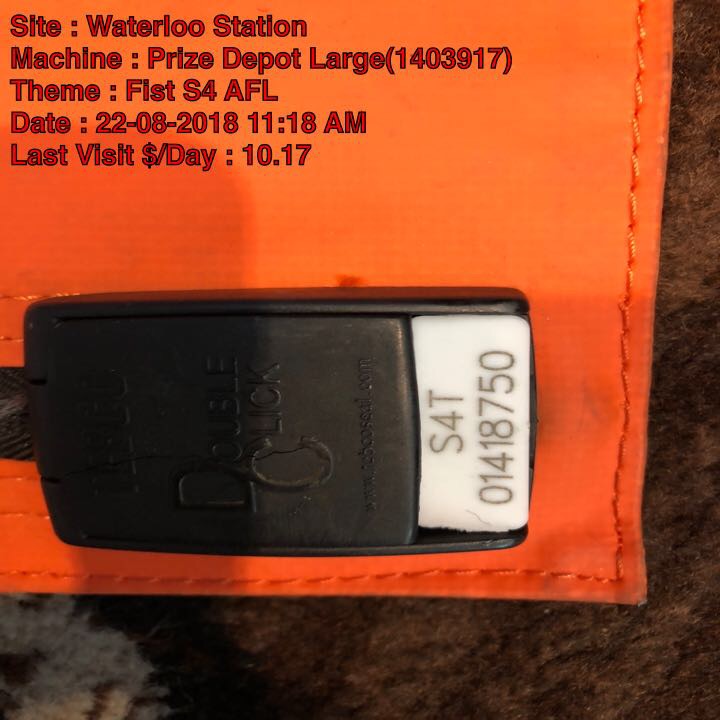 Site : Waterloo Station
Machine : Prize Depot Large(1403917)
Theme : Fist S4 AFL
Date : 22-08-2018 11:18 AM
Last Visit $/Day : 10.17
DOUBLE
CLICK
S4T
01418750